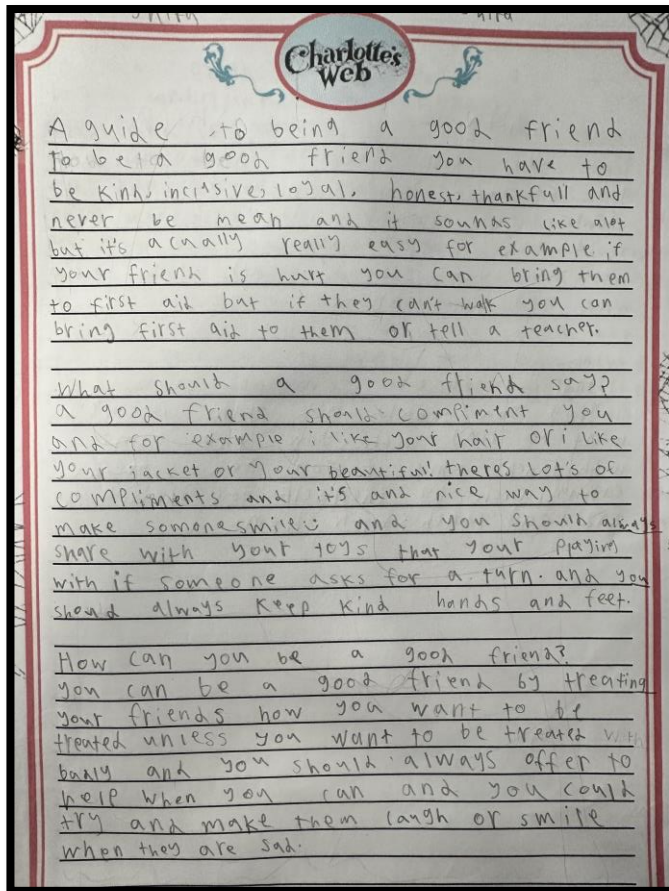 Charlotte's
Web
A guide to being a good friend
To be a good friend you have to
be kind, incisive, loyal, honest, thankfull and
never be mean and it sounds like alot
but it's acually really easy for example if
your friend is hurt you can bring them
to first aid but if they can't walk you can
bring first aid to them or tell a teacher.
What should a good friend say?
a good friend should compliment you
and for example i like your hair or i like
your jacket or your beautiful! theres lot's of
compliments and it's and nice way to
make somone smile and you should always
share with your toys that your playing
with if someone asks for a turn. and you
shoud always keep kind hands and feet.
How can you be a good friend?
you can be a good friend by treating
your friends how you want to be
treated unless you want to be treated with
badly and you should always offer to
help when you can and you could
try and make them laugh or smile
when they are sad.